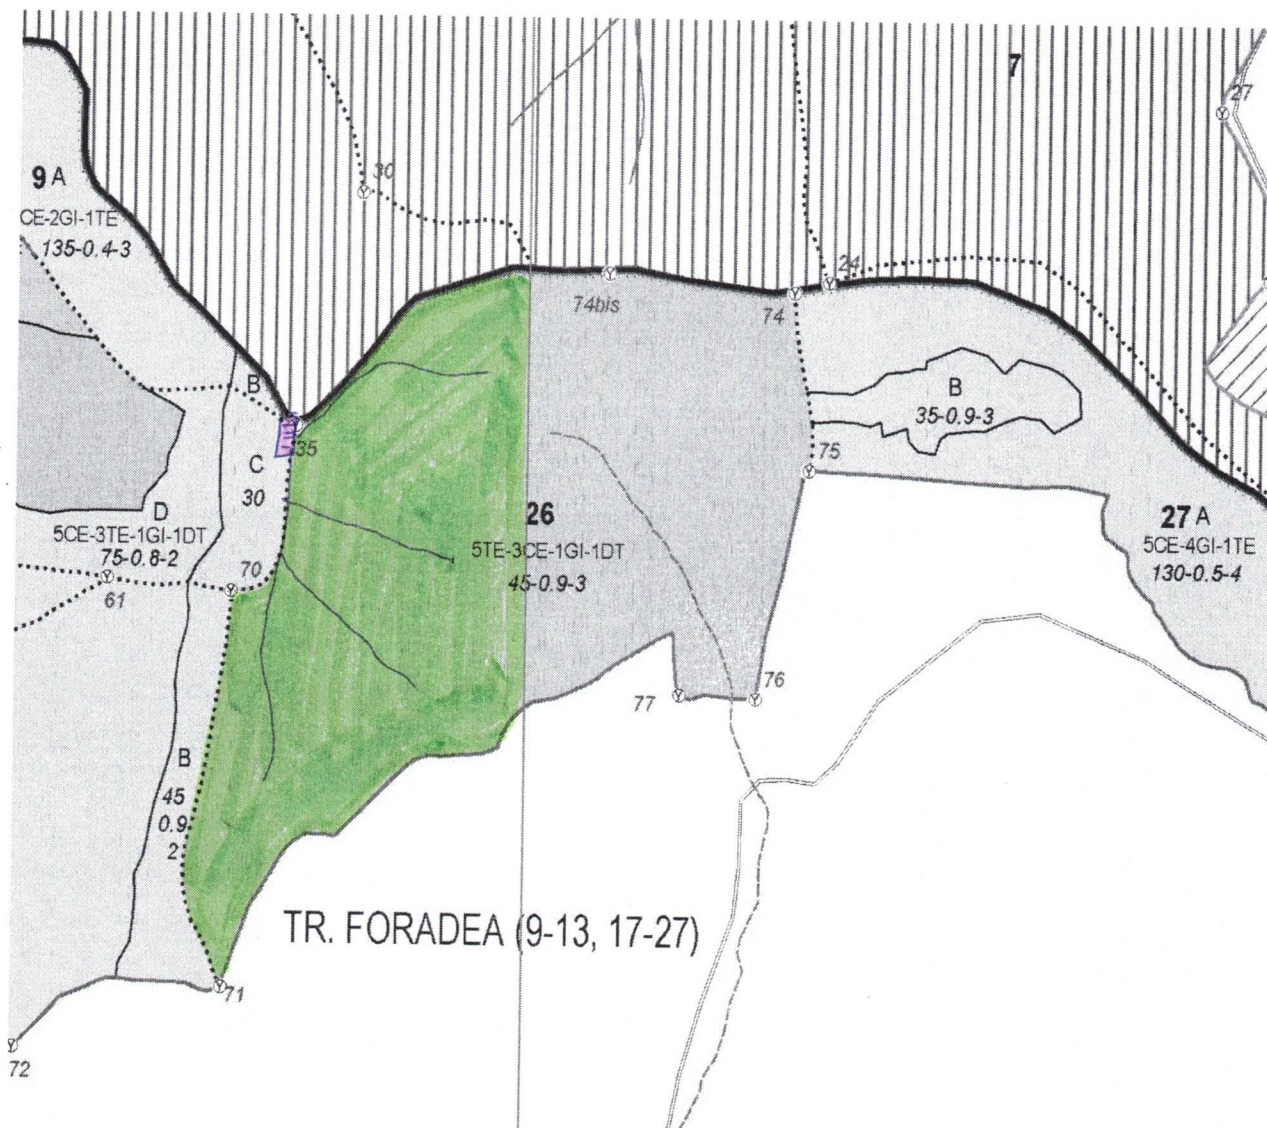 7
27
30
9 A
CE-2GI-1TE
135-0.4-3
24
74bis
74
B
B
35-0.9-3
35
C
30
75
D
5CE-3TE-1GI-1DT
75-0.8-2
26
5TE-3CE-1GI-1DT
45-0.9-3
27 A
5CE-4GI-1TE
130-0.5-4
70
61
77
76
B
45
0.9
2
TR. FORADEA (9-13, 17-27)
71
72